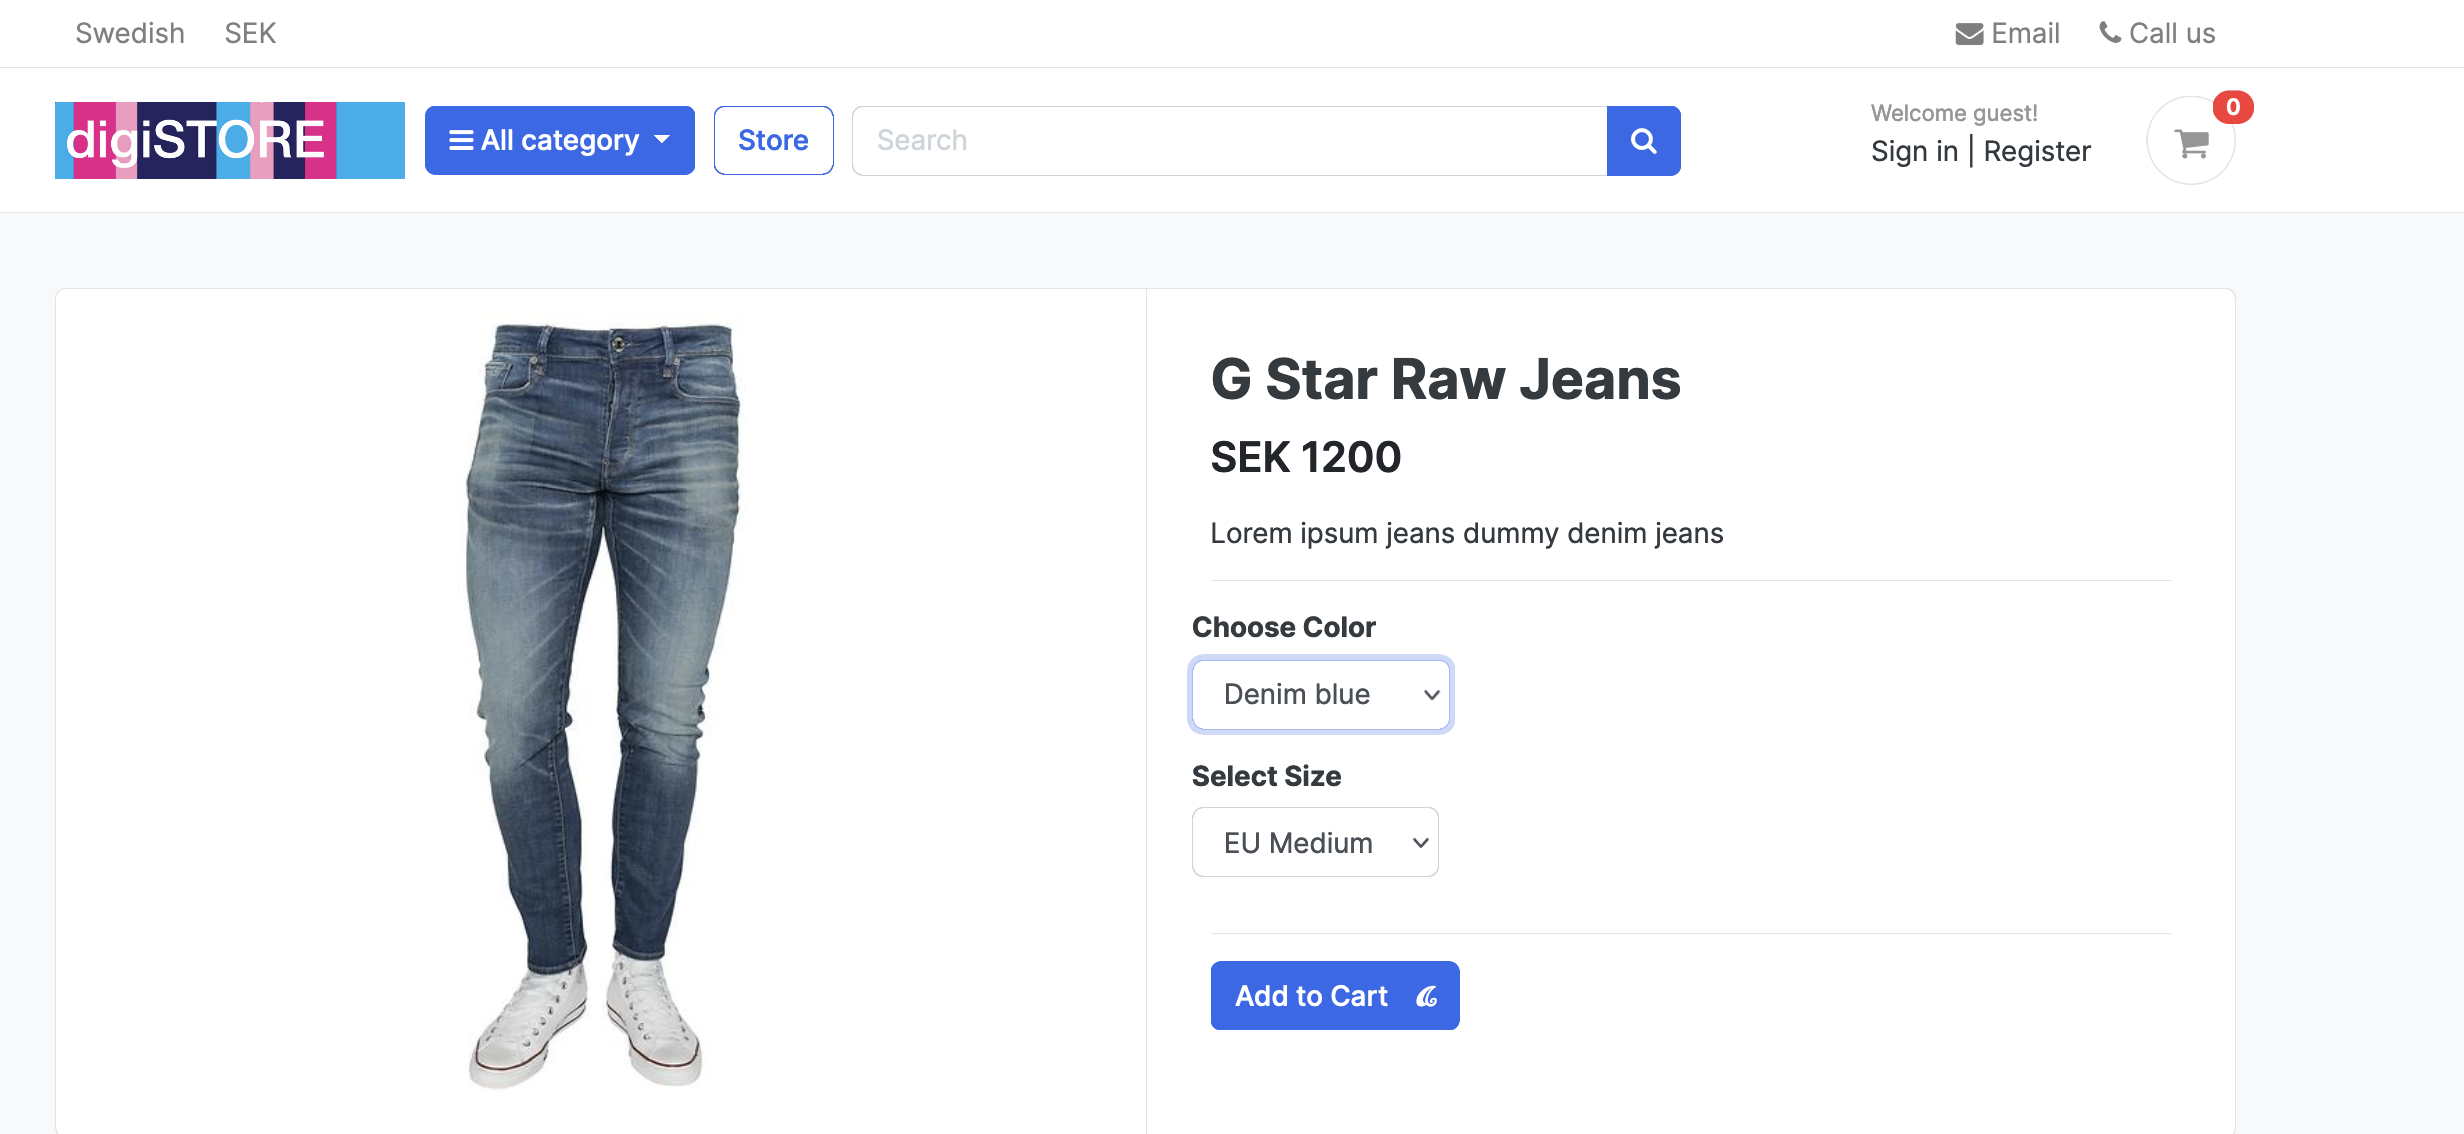 Swedish SEK Email Call us
digiSTORE All category Store Search Welcome guest! 0
Sign in | Register
G Star Raw Jeans
SEK 1200
Lorem ipsum jeans dummy denim jeans
Choose Color
Denim blue
Select Size
EU Medium
Add to Cart